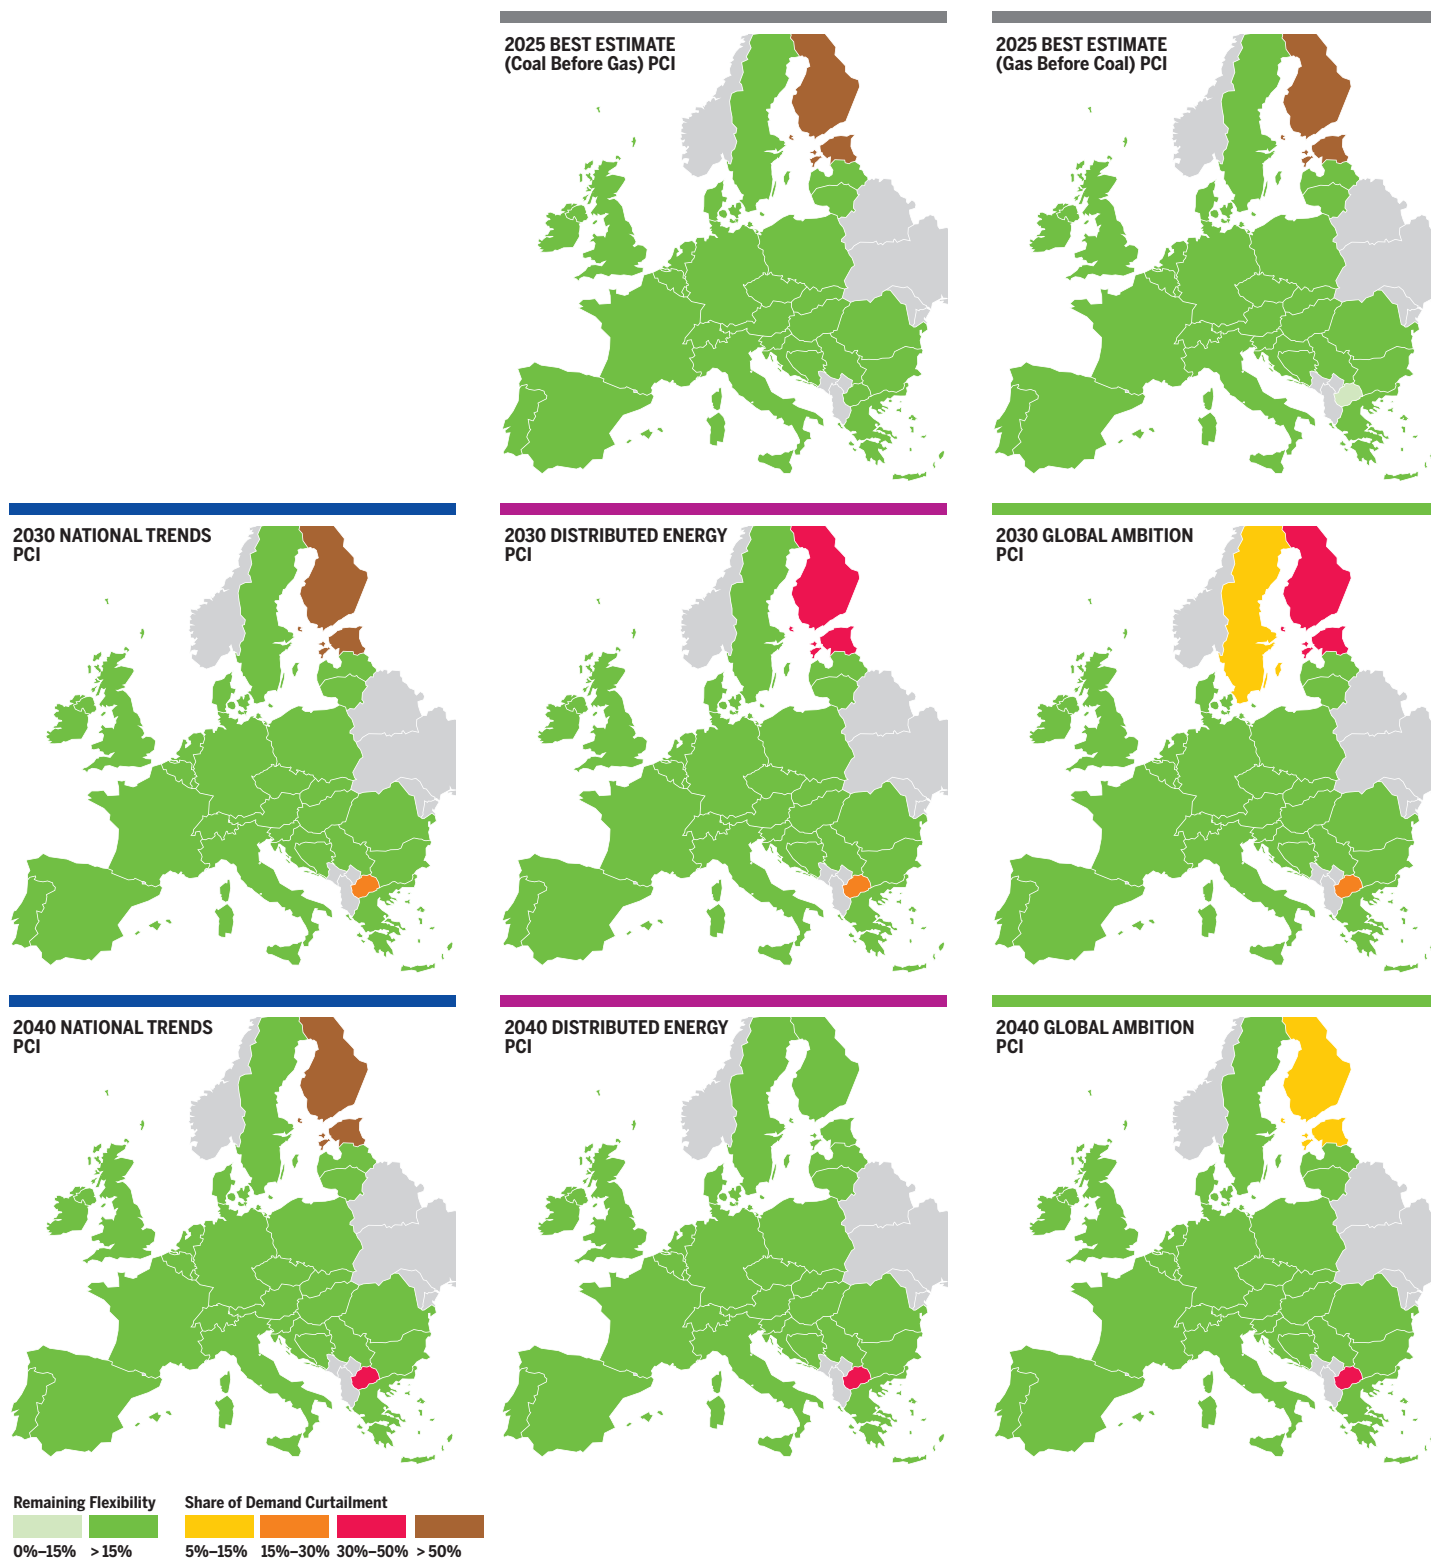 2025 BEST ESTIMATE
(Coal Before Gas) PCI
2025 BEST ESTIMATE
(Gas Before Coal) PCI
2030 NATIONAL TRENDS
PCI
2030 DISTRIBUTED ENERGY
PCI
2030 GLOBAL AMBITION
PCI
2040 NATIONAL TRENDS
PCI
2040 DISTRIBUTED ENERGY
PCI
2040 GLOBAL AMBITION
PCI
Remaining Flexibility
0%–15% > 15%
Share of Demand Curtailment
5%–15% 15%–30% 30%–50% > 50%